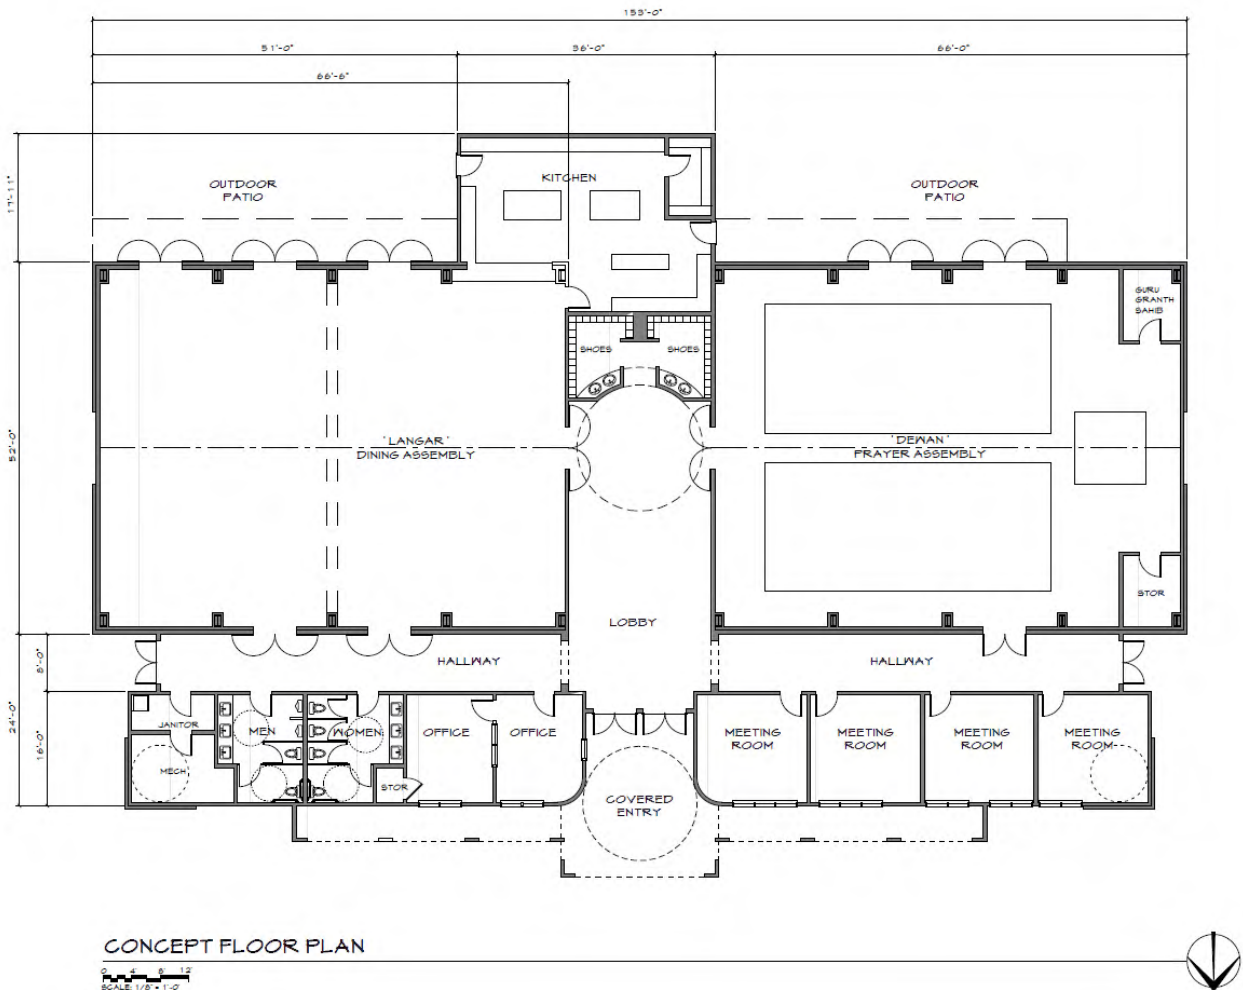 153'-0"
51'-0"
36'-0"
66'-0"
66'-6"
17'-11"
OUTDOOR
PATIO
KITCHEN
OUTDOOR
PATIO
GURU
GRANTH
SAHIB
SHOES
SHOES
52'-0"
'LANGAR'
DINING ASSEMBLY
'DEWAN'
PRAYER ASSEMBLY
STOR
LOBBY
8'-0"
HALLWAY
HALLWAY
24'-0"
16'-0"
JANITOR
MEN
WOMEN
OFFICE
OFFICE
MEETING
ROOM
MEETING
ROOM
MEETING
ROOM
MEETING
ROOM
MECH
STOR
COVERED
ENTRY
CONCEPT FLOOR PLAN
0 4' 8' 12'
SCALE: 1/8" = 1'-0"